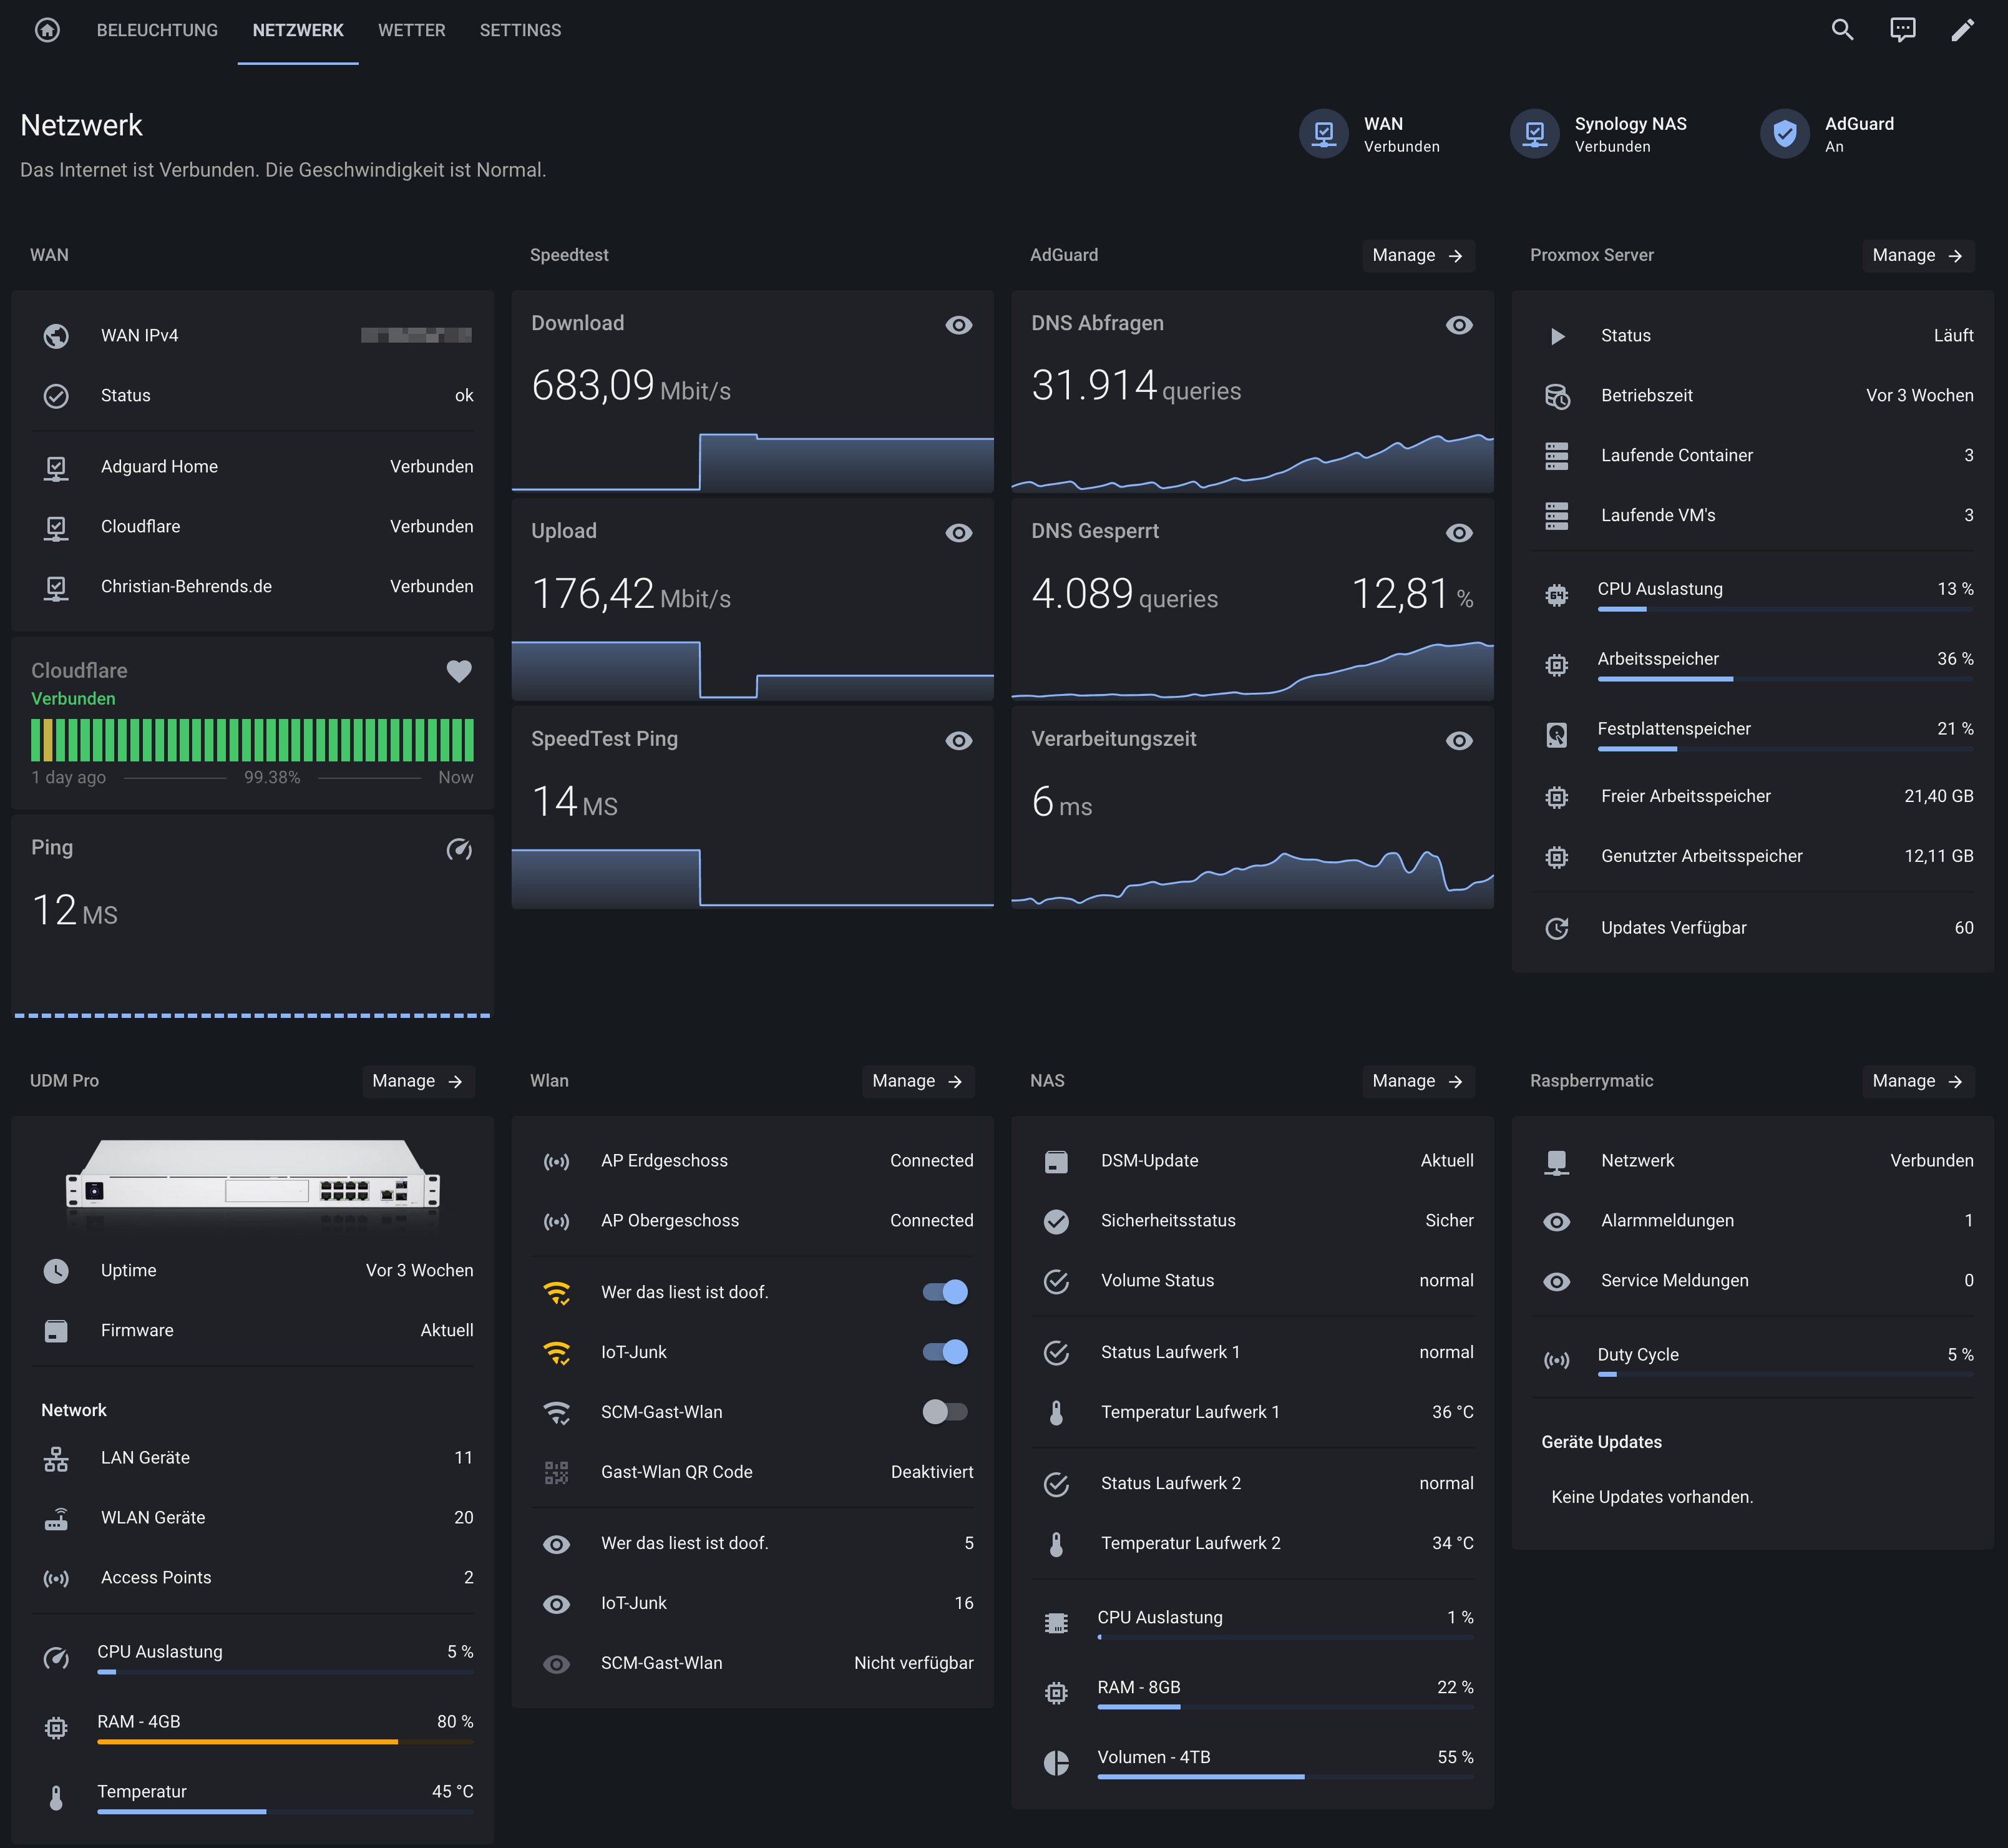 BELEUCHTUNG NETZWERK WETTER SETTINGS
Netzwerk
Das Internet ist Verbunden. Die Geschwindigkeit ist Normal.
WAN
Verbunden
Synology NAS
Verbunden
AdGuard
An
WAN
WAN IPv4
Status ok
Adguard Home Verbunden
Cloudflare Verbunden
Christian-Behrends.de Verbunden
Cloudflare
Verbunden
1 day ago 99.38% Now
Ping
12 MS
Speedtest
Download
683,09 Mbit/s
Upload
176,42 Mbit/s
SpeedTest Ping
14 MS
AdGuard Manage
DNS Abfragen
31.914 queries
DNS Gesperrt
4.089 queries 12,81 %
Verarbeitungszeit
6 ms
Proxmox Server Manage
Status Läuft
Betriebszeit Vor 3 Wochen
Laufende Container 3
Laufende VM's 3
64
CPU Auslastung 13 %
Arbeitsspeicher 36 %
Festplattenspeicher 21 %
Freier Arbeitsspeicher 21,40 GB
Genutzter Arbeitsspeicher 12,11 GB
Updates Verfügbar 60
UDM Pro Manage
Uptime Vor 3 Wochen
Firmware Aktuell
Network
LAN Geräte 11
WLAN Geräte 20
Access Points 2
CPU Auslastung 5 %
RAM - 4GB 80 %
Temperatur 45 °C
Wlan Manage
AP Erdgeschoss Connected
AP Obergeschoss Connected
Wer das liest ist doof.
IoT-Junk
SCM-Gast-Wlan
Gast-Wlan QR Code Deaktiviert
Wer das liest ist doof. 5
IoT-Junk 16
SCM-Gast-Wlan Nicht verfügbar
NAS Manage
DSM-Update Aktuell
Sicherheitsstatus Sicher
Volume Status normal
Status Laufwerk 1 normal
Temperatur Laufwerk 1 36 °C
Status Laufwerk 2 normal
Temperatur Laufwerk 2 34 °C
CPU Auslastung 1 %
RAM - 8GB 22 %
Volumen - 4TB 55 %
Raspberrymatic Manage
Netzwerk Verbunden
Alarmmeldungen 1
Service Meldungen 0
Duty Cycle 5 %
Geräte Updates
Keine Updates vorhanden.